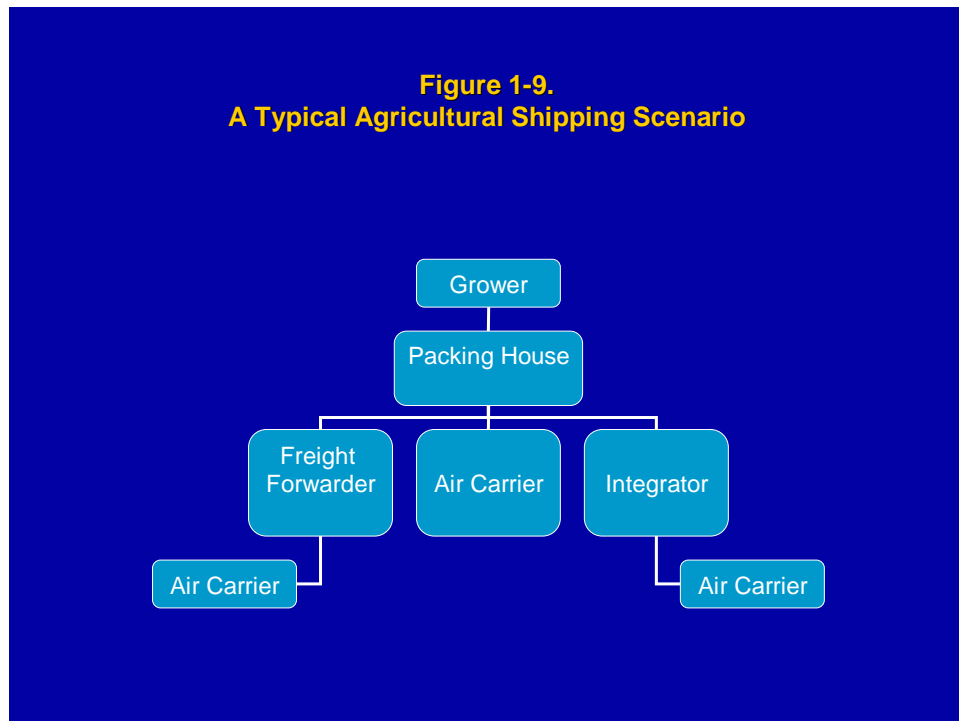 Figure 1-9.
A Typical Agricultural Shipping Scenario
Grower
Packing House
Freight
Forwarder
Air Carrier
Integrator
Air Carrier
Air Carrier